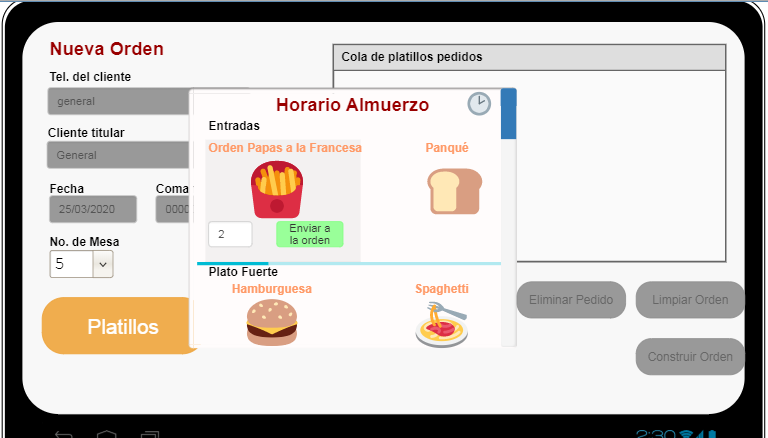 Nueva Orden
Cola de platillos pedidos
Tel. del cliente
general
Horario Almuerzo
Entradas
Cliente titular
General
Orden Papas a la Francesa
Panqué
Fecha
25/03/2020
0000
2
Enviar a
la orden
No. de Mesa
5
Plato Fuerte
Hamburguesa
Spaghetti
Eliminar Pedido
Limpiar Orden
Platillos
Construir Orden
2:30